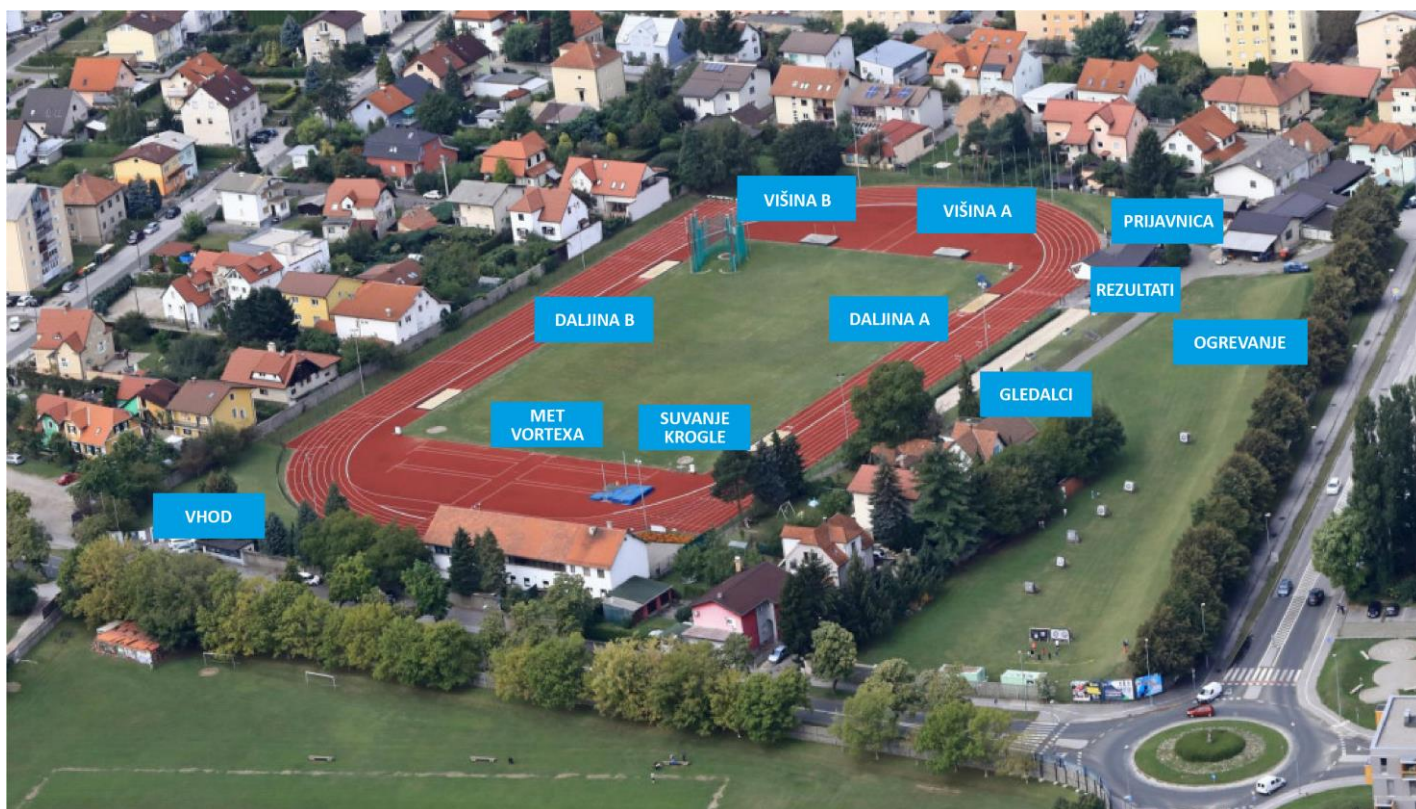 VIŠINA B
VIŠINA A
PRIJAVNICA
REZULTATI
DALJINA B
DALJINA A
OGREVANJE
GLEDALCI
MET
VORTEXA
SUVANJE
KROGLE
VHOD